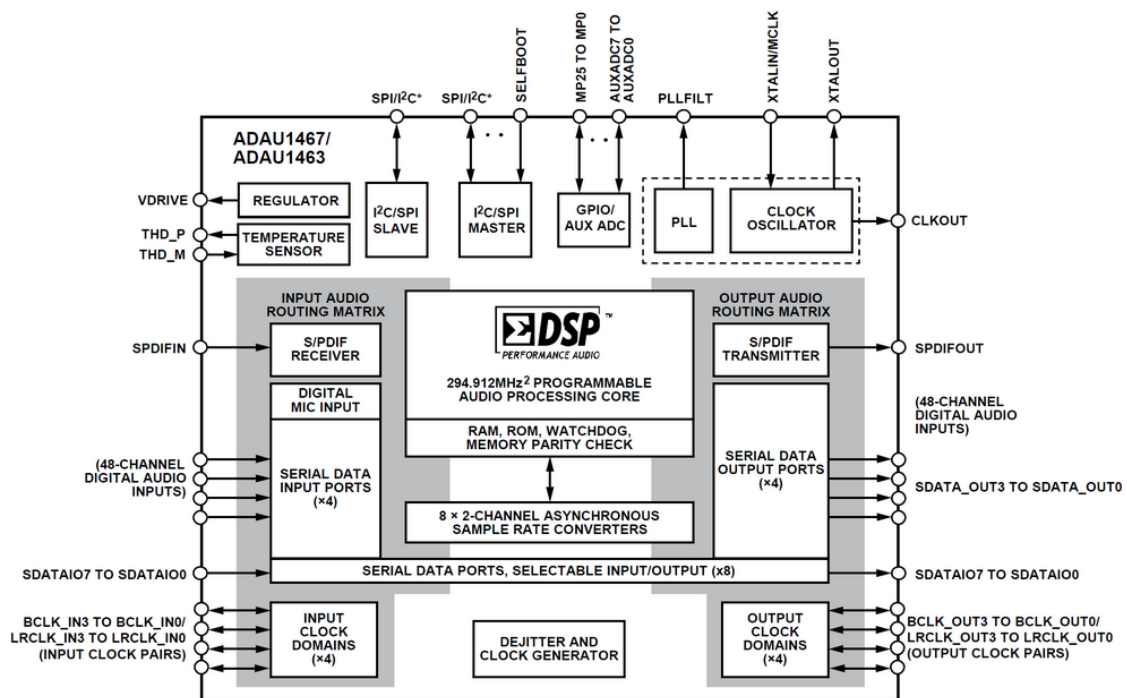 SPI/I²C*
SPI/I²C*
SELFBOOT
MP25 TO MP0
AUXADC7 TO
AUXADC0
PLLFILT
XTALIN/MCLK
XTALOUT
ADAU1467/
ADAU1463
VDRIVE
REGULATOR
THD_P
THD_M
TEMPERATURE
SENSOR
I²C/SPI
SLAVE
I²C/SPI
MASTER
GPIO/
AUX ADC
PLL
CLOCK
OSCILLATOR
CLKOUT
INPUT AUDIO
ROUTING MATRIX
SPDIFIN
S/PDIF
RECEIVER
ΣDSP™
PERFORMANCE AUDIO
294.912MHz² PROGRAMMABLE
AUDIO PROCESSING CORE
RAM, ROM, WATCHDOG,
MEMORY PARITY CHECK
OUTPUT AUDIO
ROUTING MATRIX
S/PDIF
TRANSMITTER
SPDIFOUT
DIGITAL
MIC INPUT
(48-CHANNEL
DIGITAL AUDIO
INPUTS)
SERIAL DATA
INPUT PORTS
(×4)
8 × 2-CHANNEL ASYNCHRONOUS
SAMPLE RATE CONVERTERS
SERIAL DATA
OUTPUT PORTS
(×4)
(48-CHANNEL
DIGITAL AUDIO
INPUTS)
SDATA_OUT3 TO SDATA_OUT0
SDATAIO7 TO SDATAIO0
SERIAL DATA PORTS, SELECTABLE INPUT/OUTPUT (x8)
SDATAIO7 TO SDATAIO0
BCLK_IN3 TO BCLK_IN0/
LRCLK_IN3 TO LRCLK_IN0
(INPUT CLOCK PAIRS)
INPUT
CLOCK
DOMAINS
(×4)
DEJITTER AND
CLOCK GENERATOR
OUTPUT
CLOCK
DOMAINS
(×4)
BCLK_OUT3 TO BCLK_OUT0/
LRCLK_OUT3 TO LRCLK_OUT0
(OUTPUT CLOCK PAIRS)